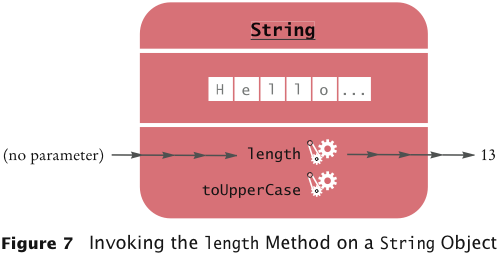 String
H e l l o ...
(no parameter) length 13
toUpperCase
Figure 7 Invoking the length Method on a String Object